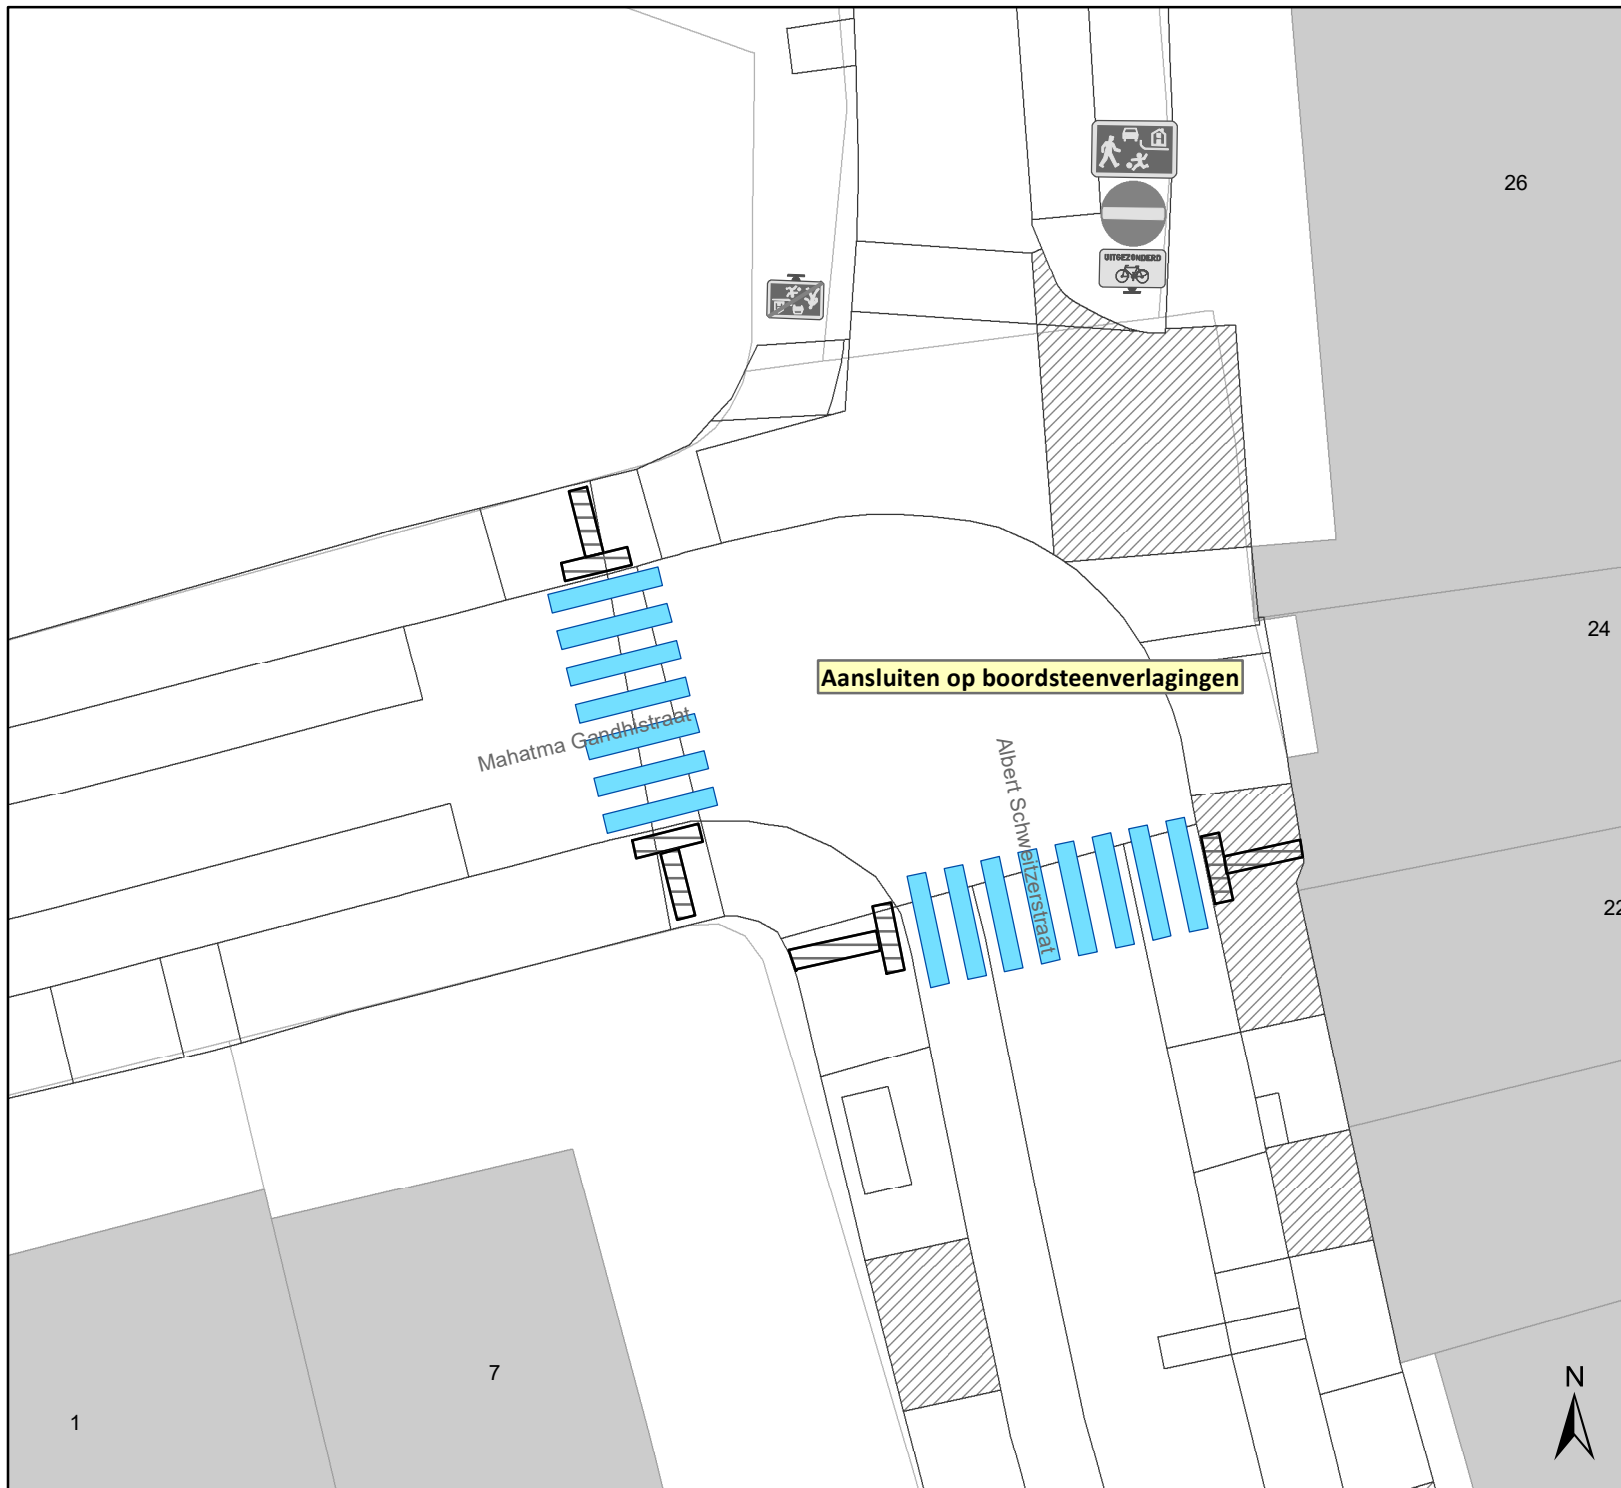 26
UITGEZONDERD
24
Aansluiten op boordsteenverlagingen
Mahatma Gandhistraat
Albert Schweitzerstraat
22
7
1
N